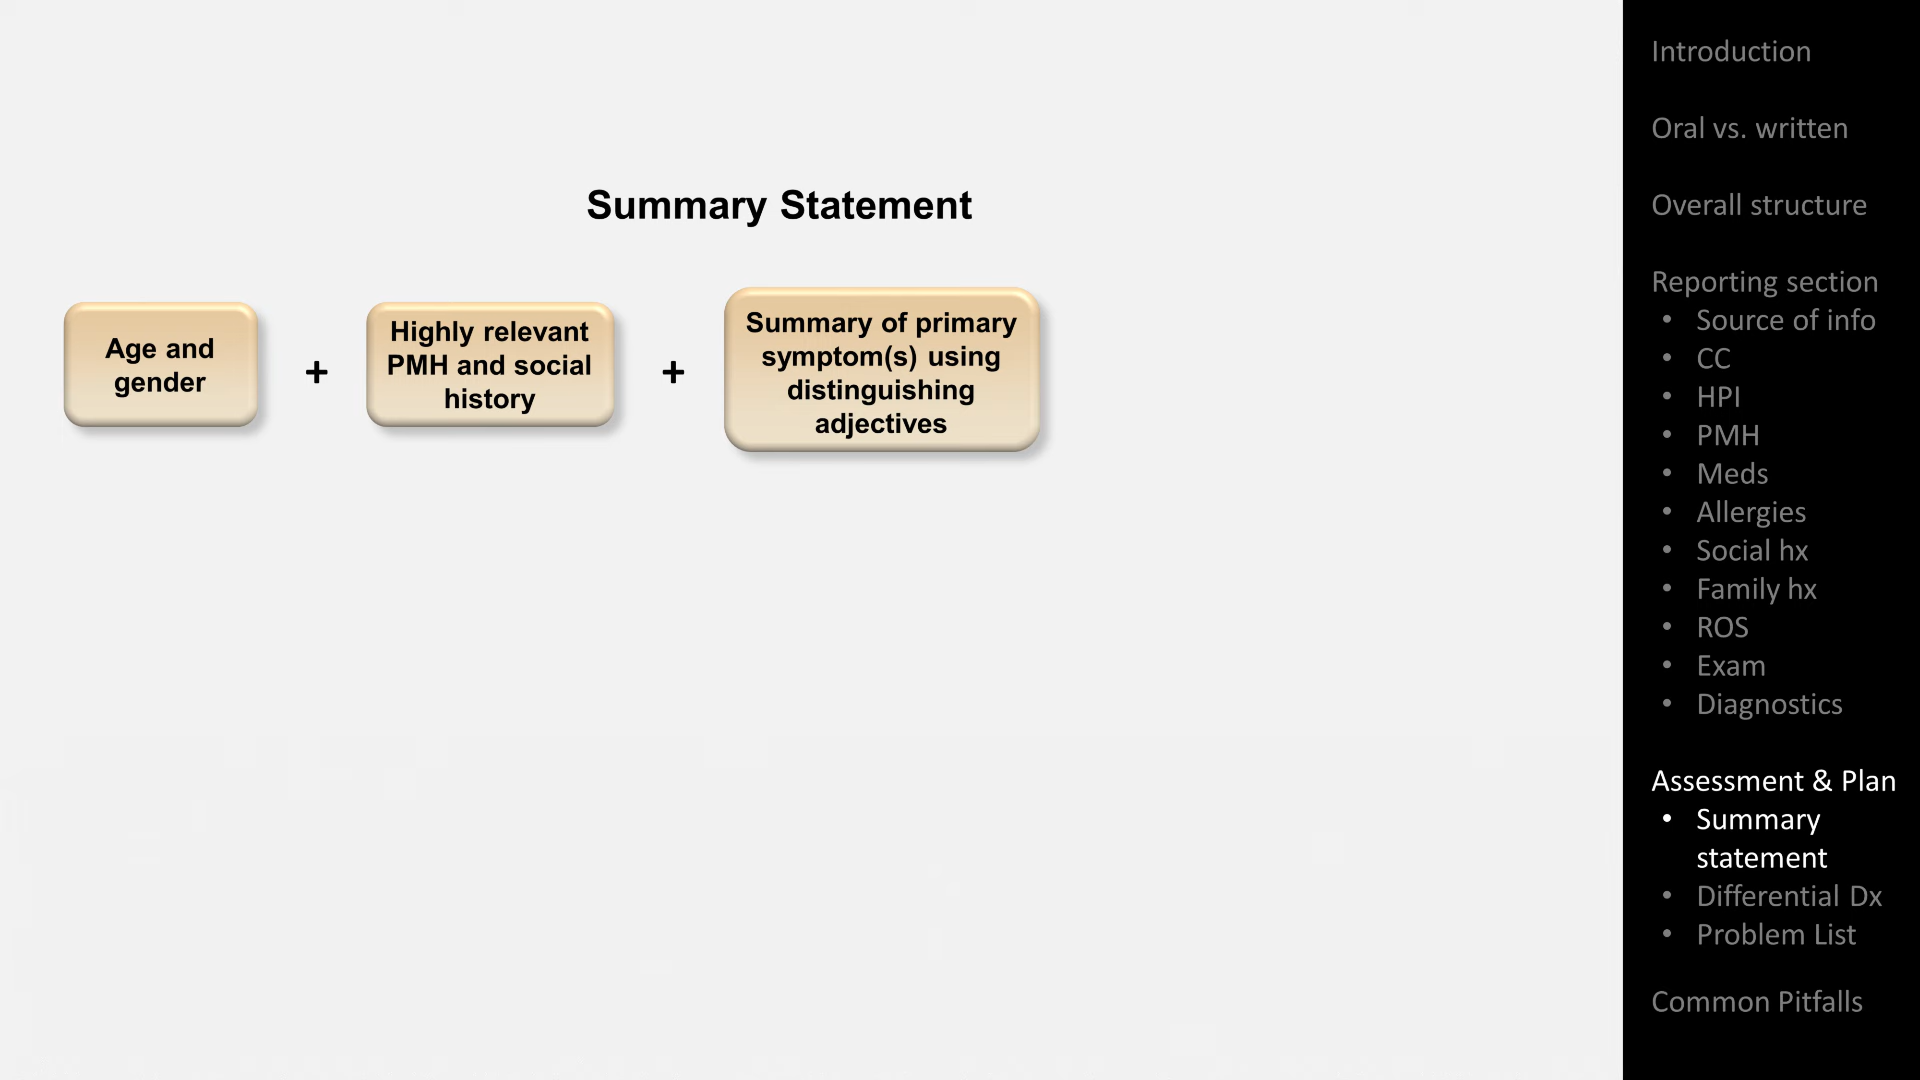 Summary Statement
Age and
gender
+
Highly relevant
PMH and social
history
+
Summary of primary
symptom(s) using
distinguishing
adjectives
Introduction
Oral vs. written
Overall structure
Reporting section
• Source of info
• CC
• HPI
• PMH
• Meds
• Allergies
• Social hx
• Family hx
• ROS
• Exam
• Diagnostics
Assessment & Plan
• Summary
statement
• Differential Dx
• Problem List
Common Pitfalls